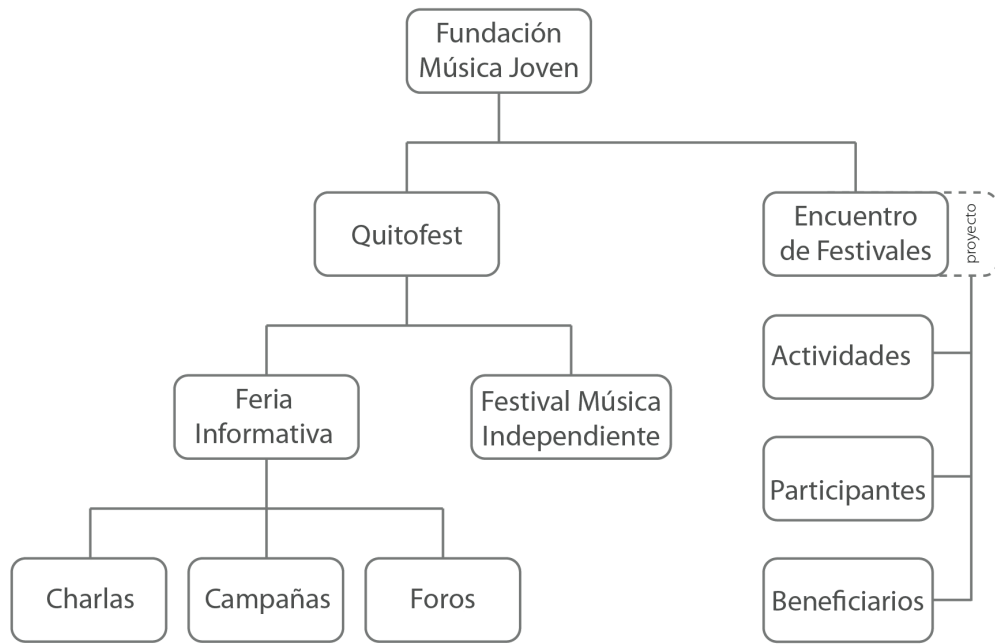 Fundación
Música Joven
Quitofest
Encuentro
de Festivales
proyecto
Feria
Informativa
Festival Música
Independiente
Charlas
Campañas
Foros
Actividades
Participantes
Beneficiarios